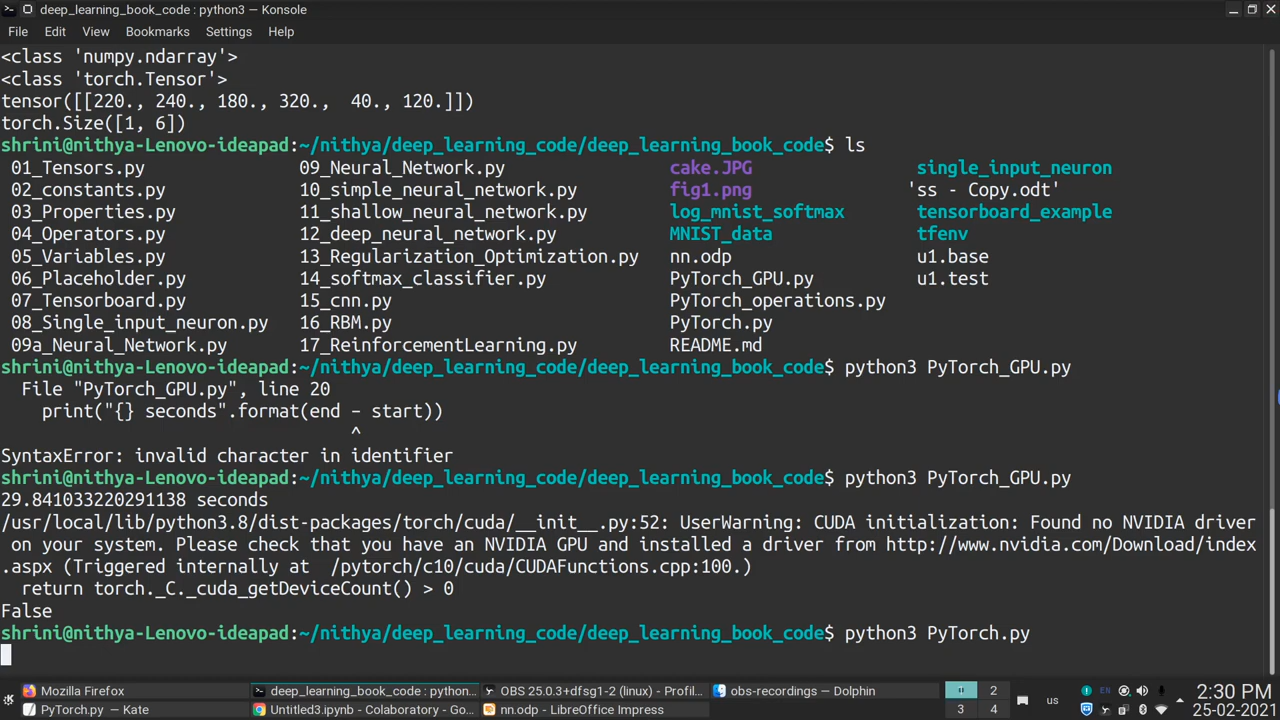 deep_learning_book_code : python3 — Konsole
File Edit View Bookmarks Settings Help
<class 'numpy.ndarray'>
<class 'torch.Tensor'>
tensor([[220., 240., 180., 320., 40., 120.]])
torch.Size([1, 6])
shrini@nithya-Lenovo-ideapad:~/nithya/deep_learning_code/deep_learning_book_code$ ls
01_Tensors.py 09_Neural_Network.py cake.JPG single_input_neuron
02_constants.py 10_simple_neural_network.py fig1.png 'ss - Copy.odt'
03_Properties.py 11_shallow_neural_network.py log_mnist_softmax tensorboard_example
04_Operators.py 12_deep_neural_network.py MNIST_data tfenv
05_Variables.py 13_Regularization_Optimization.py nn.odp u1.base
06_Placeholder.py 14_softmax_classifier.py PyTorch_GPU.py u1.test
07_Tensorboard.py 15_cnn.py PyTorch_operations.py
08_Single_input_neuron.py 16_RBM.py PyTorch.py
09a_Neural_Network.py 17_ReinforcementLearning.py README.md
shrini@nithya-Lenovo-ideapad:~/nithya/deep_learning_code/deep_learning_book_code$ python3 PyTorch_GPU.py
File "PyTorch_GPU.py", line 20
print("{} seconds".format(end – start))
^
SyntaxError: invalid character in identifier
shrini@nithya-Lenovo-ideapad:~/nithya/deep_learning_code/deep_learning_book_code$ python3 PyTorch_GPU.py
29.841033220291138 seconds
/usr/local/lib/python3.8/dist-packages/torch/cuda/__init__.py:52: UserWarning: CUDA initialization: Found no NVIDIA driver
on your system. Please check that you have an NVIDIA GPU and installed a driver from http://www.nvidia.com/Download/index
.aspx (Triggered internally at /pytorch/c10/cuda/CUDAFunctions.cpp:100.)
return torch._C._cuda_getDeviceCount() > 0
False
shrini@nithya-Lenovo-ideapad:~/nithya/deep_learning_code/deep_learning_book_code$ python3 PyTorch.py
Mozilla Firefox deep_learning_book_code : python... OBS 25.0.3+dfsg1-2 (linux) - Profil... obs-recordings — Dolphin 2 us EN 2:30 PM
PyTorch.py — Kate Untitled3.ipynb - Colaboratory - Go... nn.odp - LibreOffice Impress 3 4 25-02-2021